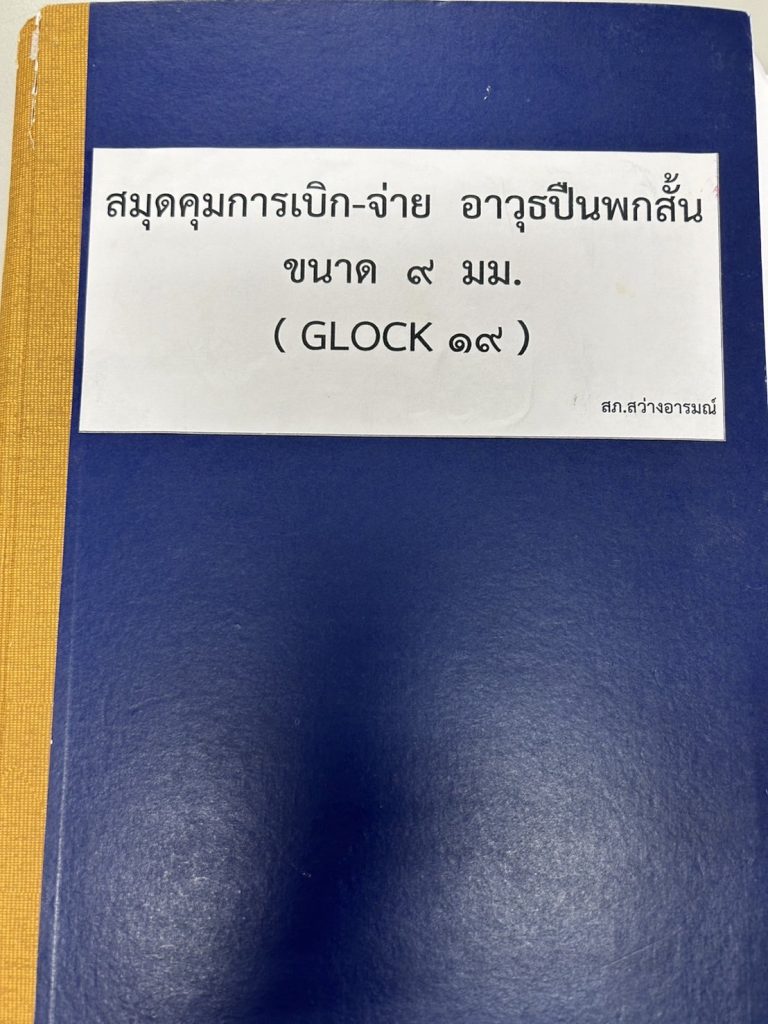 สมุดคุมการเบิก-จ่าย อาวุธปืนพกสั้น
ขนาด ๙ มม.
( GLOCK ๑๙ )
สภ.สว่างอารมณ์